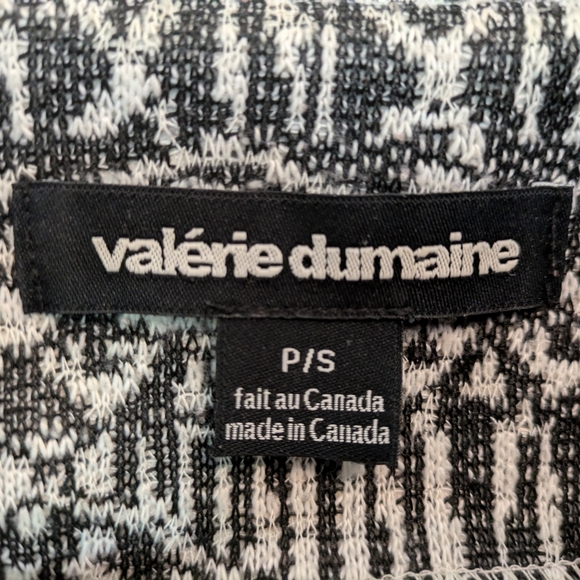 valérie dumaine
P/S
fait au Canada
made in Canada